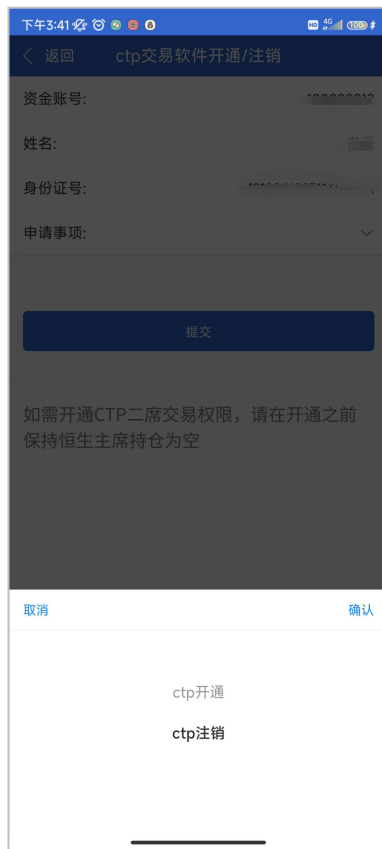 下午3:41
HD 4G 100
返回 ctp交易软件开通/注销
资金账号:
姓名:
身份证号:
申请事项:
提交
如需开通CTP二席交易权限，请在开通之前
保持恒生主席持仓为空
取消 确认
ctp开通
ctp注销